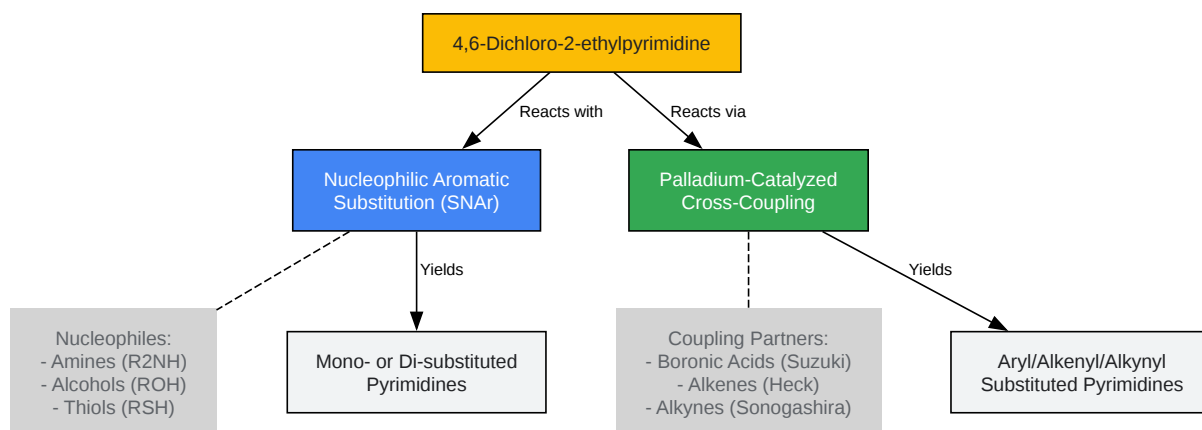 4,6-Dichloro-2-ethylpyrimidine
Reacts with
Reacts via
Nucleophilic Aromatic
Substitution (SNAr)
Palladium-Catalyzed
Cross-Coupling
Yields
Yields
Nucleophiles:
- Amines (R2NH)
- Alcohols (ROH)
- Thiols (RSH)
Mono- or Di-substituted
Pyrimidines
Coupling Partners:
- Boronic Acids (Suzuki)
- Alkenes (Heck)
- Alkynes (Sonogashira)
Aryl/Alkenyl/Alkynyl
Substituted Pyrimidines